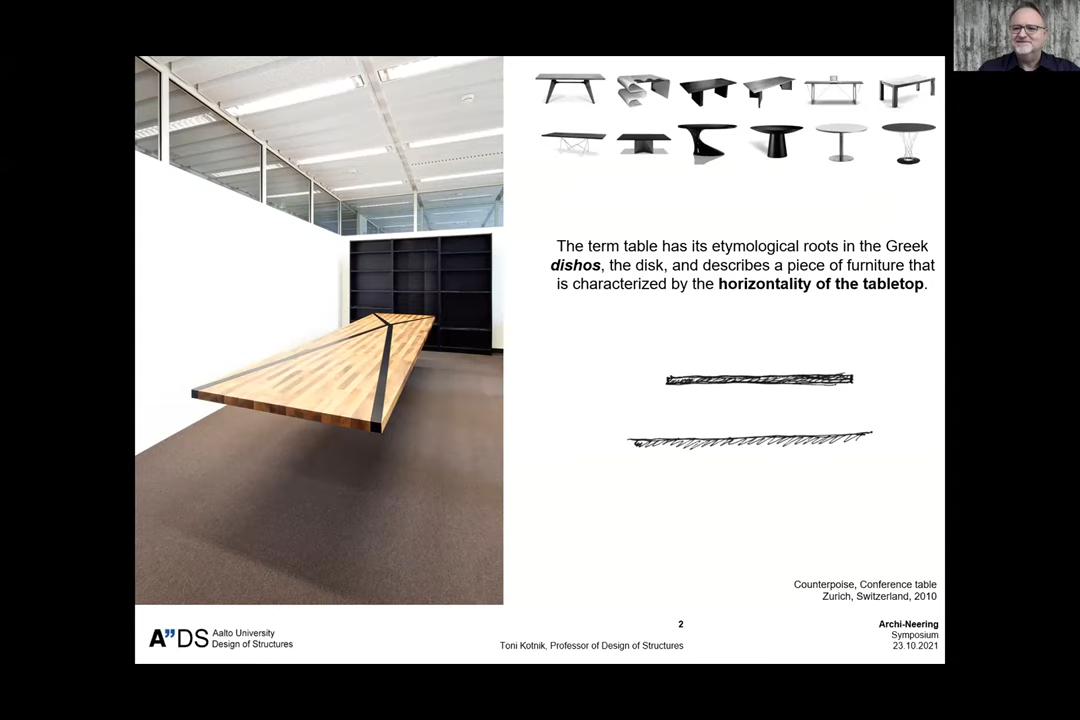 The term table has its etymological roots in the Greek
dishos, the disk, and describes a piece of furniture that
is characterized by the horizontality of the tabletop.
Counterpoise, Conference table
Zurich, Switzerland, 2010
A”DS
Aalto University
Design of Structures
2
Toni Kotnik, Professor of Design of Structures
Archi-Neering
Symposium
23.10.2021